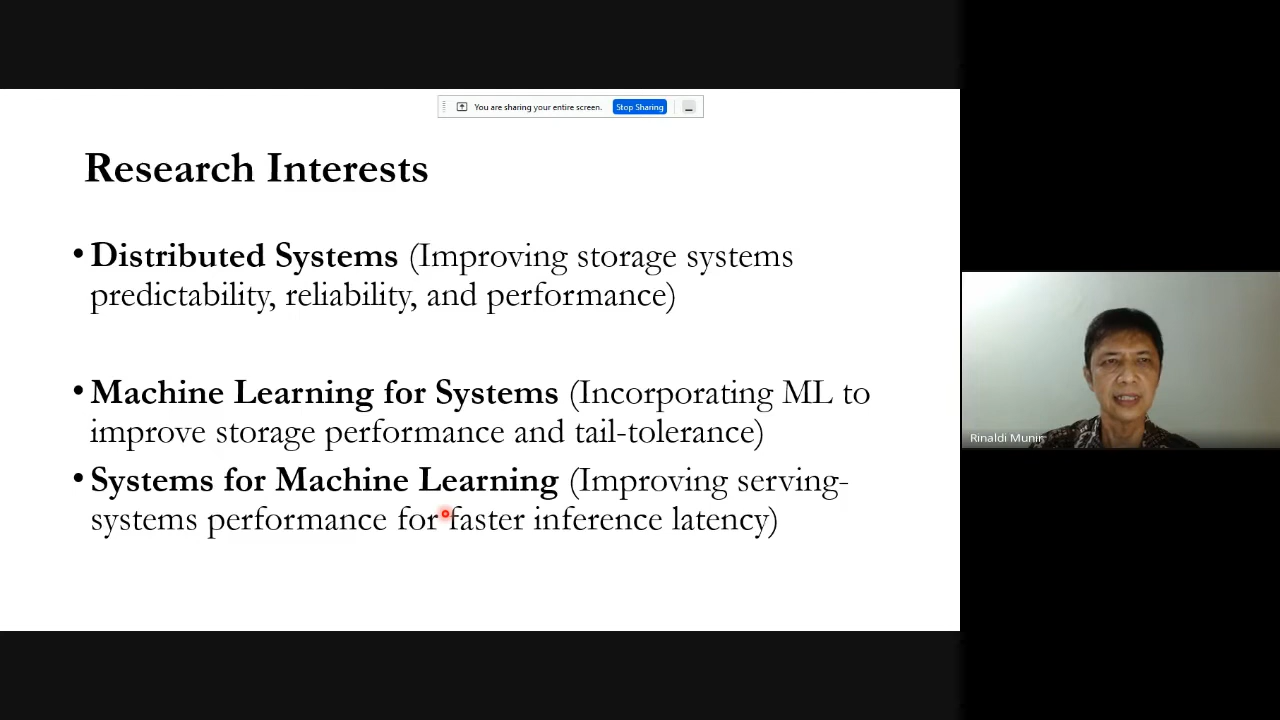 You are sharing your entire screen. Stop Sharing
Research Interests
• Distributed Systems (Improving storage systems
predictability, reliability, and performance)
• Machine Learning for Systems (Incorporating ML to
improve storage performance and tail-tolerance)
• Systems for Machine Learning (Improving serving-
systems performance for faster inference latency)
Rinaldi Munir